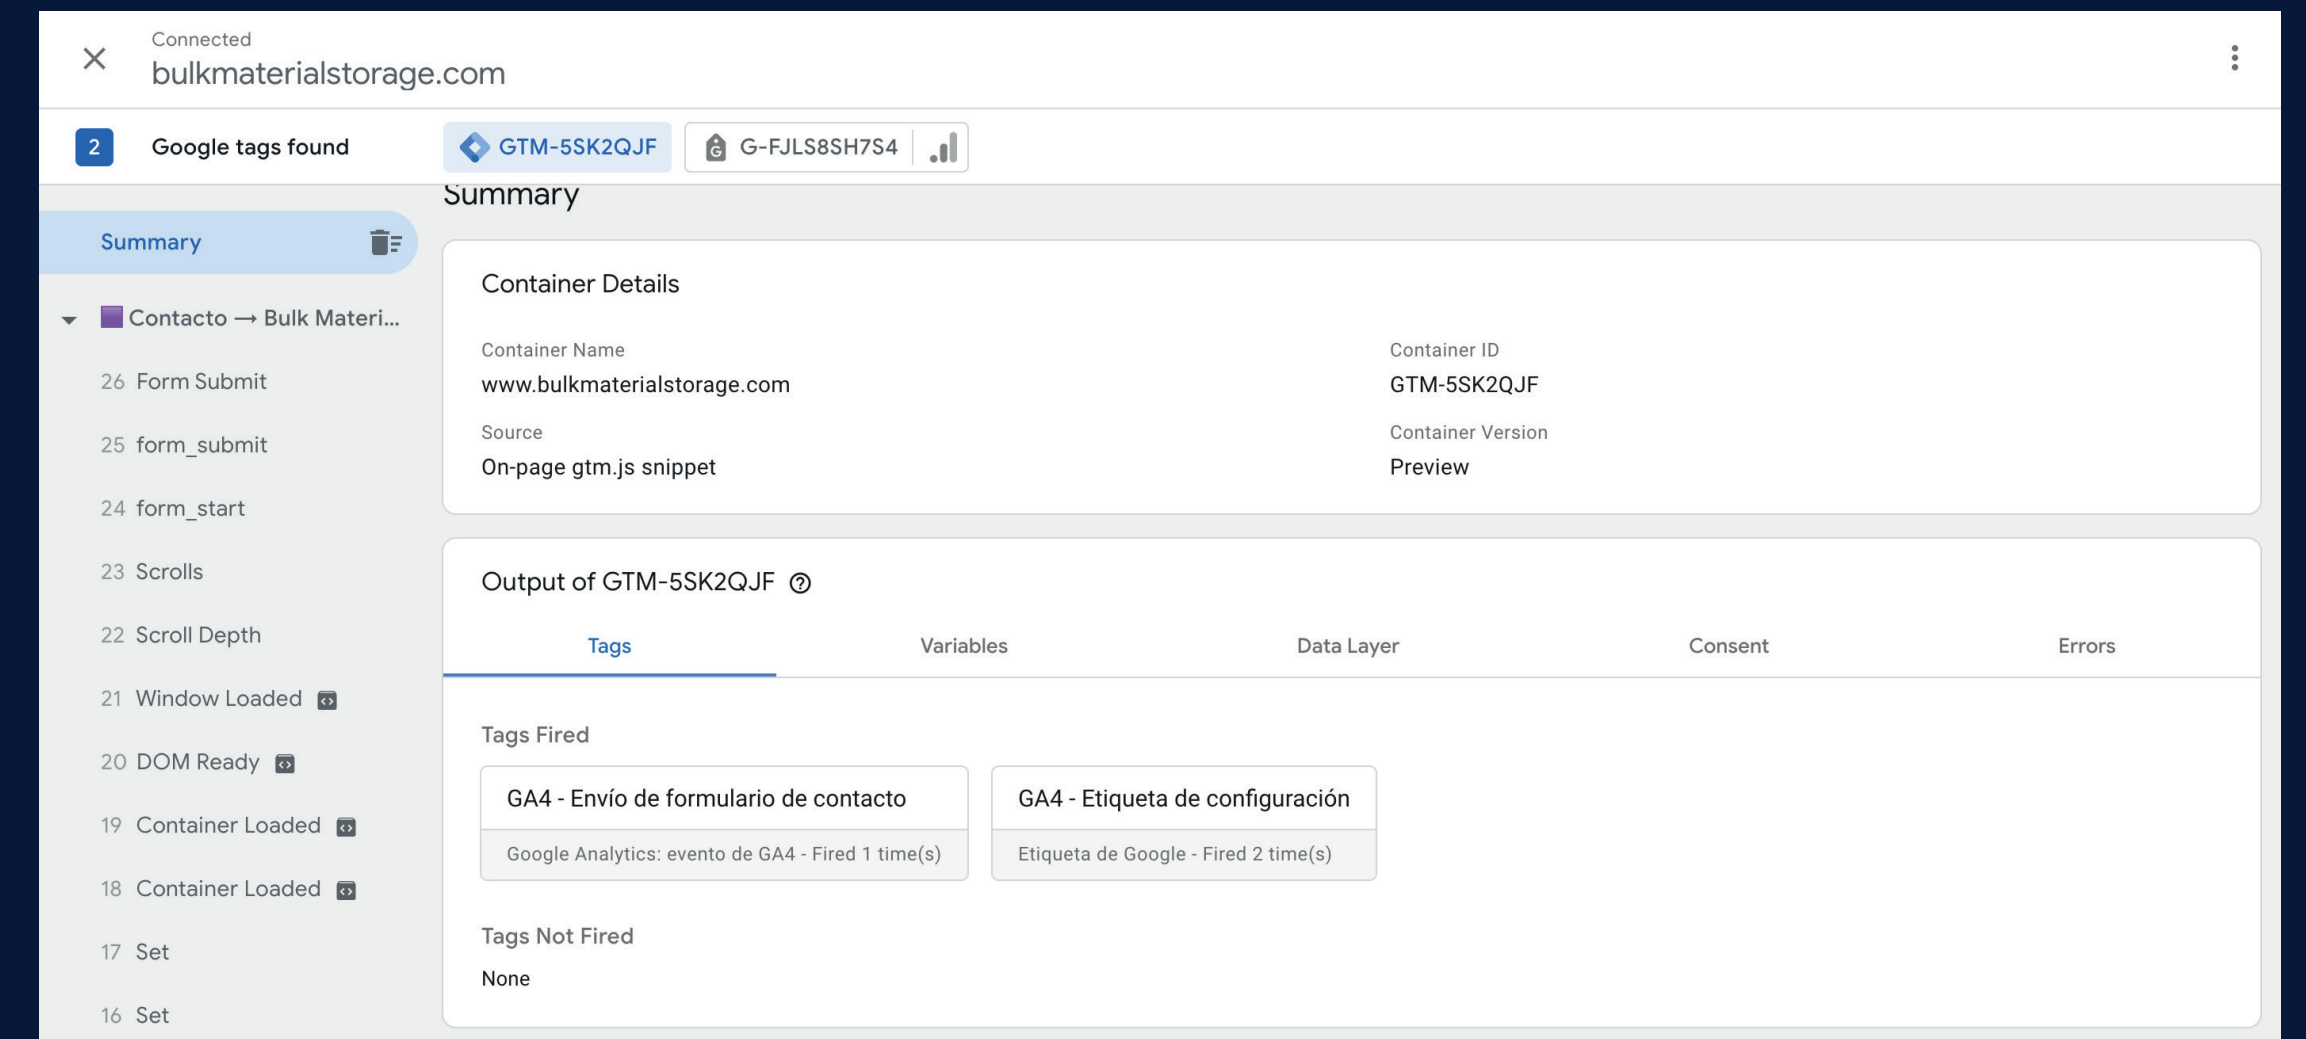 Connected
bulkmaterialstorage.com
2 Google tags found GTM-5SK2QJF G-FJLS8SH7S4
Summary
Summary
Contacto → Bulk Materi...
26 Form Submit
25 form_submit
24 form_start
23 Scrolls
22 Scroll Depth
21 Window Loaded
20 DOM Ready
19 Container Loaded
18 Container Loaded
17 Set
16 Set
Container Details
Container Name
www.bulkmaterialstorage.com
Container ID
GTM-5SK2QJF
Source
On-page gtm.js snippet
Container Version
Preview
Output of GTM-5SK2QJF
Tags Variables Data Layer Consent Errors
Tags Fired
GA4 - Envío de formulario de contacto
Google Analytics: evento de GA4 - Fired 1 time(s)
GA4 - Etiqueta de configuración
Etiqueta de Google - Fired 2 time(s)
Tags Not Fired
None